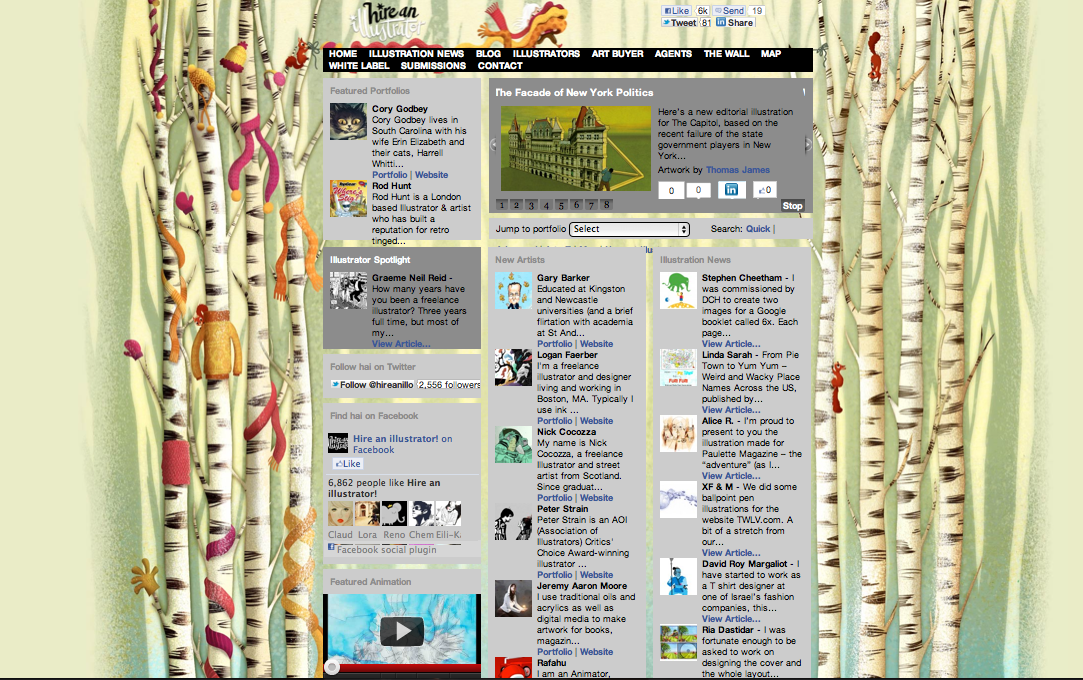 hire an
illustrator
Like 6k Send 19
Tweet 81 Share
HOME ILLUSTRATION NEWS BLOG ILLUSTRATORS ART BUYER AGENTS THE WALL MAP
WHITE LABEL SUBMISSIONS CONTACT
Featured Portfolios
Cory Godbey
Cory Godbey lives in
South Carolina with his
wife Erin Elizabeth and
their cats, Harrell
Whitti...
Portfolio | Website
Rod Hunt
Rod Hunt is a London
based Illustrator & artist
who has built a
reputation for retro
tinged...
Illustrator Spotlight
Graeme Neil Reid -
How many years have
you been a freelance
illustrator? Three years
full time, but most of
my...
View Article...
Follow hai on Twitter
Follow @hireanillo 2,556 followers
Find hai on Facebook
Hire an illustrator! on
Facebook
Like
6,862 people like Hire an
illustrator!
Claud Lora Reno Chem Eili-K
Facebook social plugin
Featured Animation
The Facade of New York Politics
Here's a new editorial illustration
for The Capitol, based on the
recent failure of the state
government players in New
York...
Artwork by Thomas James
0 0 in 0
1 2 3 4 5 6 7 8 Stop
Jump to portfolio Select Search: Quick |
New Artists
Gary Barker
Educated at Kingston
and Newcastle
universities (and a brief
flirtation with academia
at St And...
Portfolio | Website
Logan Faerber
I'm a freelance
illustrator and designer
living and working in
Boston, MA. Typically I
use ink ...
Portfolio | Website
Nick Cocozza
My name is Nick
Cocozza, a freelance
Illustrator and street
artist from Scotland.
Since graduat...
Portfolio | Website
Peter Strain
Peter Strain is an AOI
(Association of
Illustrators) Critics'
Choice Award-winning
illustrator ...
Portfolio | Website
Jeremy Aaron Moore
I use traditional oils and
acrylics as well as
digital media to make
artwork for books,
magazin...
Portfolio | Website
Rafahu
I am an Animator,
Illustration News
Stephen Cheetham - I
was commissioned by
DCH to create two
images for a Google
booklet called 6x. Each
page...
View Article...
Linda Sarah - From Pie
Town to Yum Yum –
Weird and Wacky Place
Names Across the US,
published by...
View Article...
Alice R. - I'm proud to
present to you the
illustration made for
Paulette Magazine – the
“adventure” (as I...
View Article...
XF & M - We did some
ballpoint pen
illustrations for the
website TWLV.com. A
bit of a stretch from
our...
View Article...
David Roy Margaliot - I
have started to work as
a T shirt designer at
one of Israel's fashion
companies, this...
View Article...
Ria Dastidar - I was
fortunate enough to be
asked to work on
designing the cover and
the whole layout...